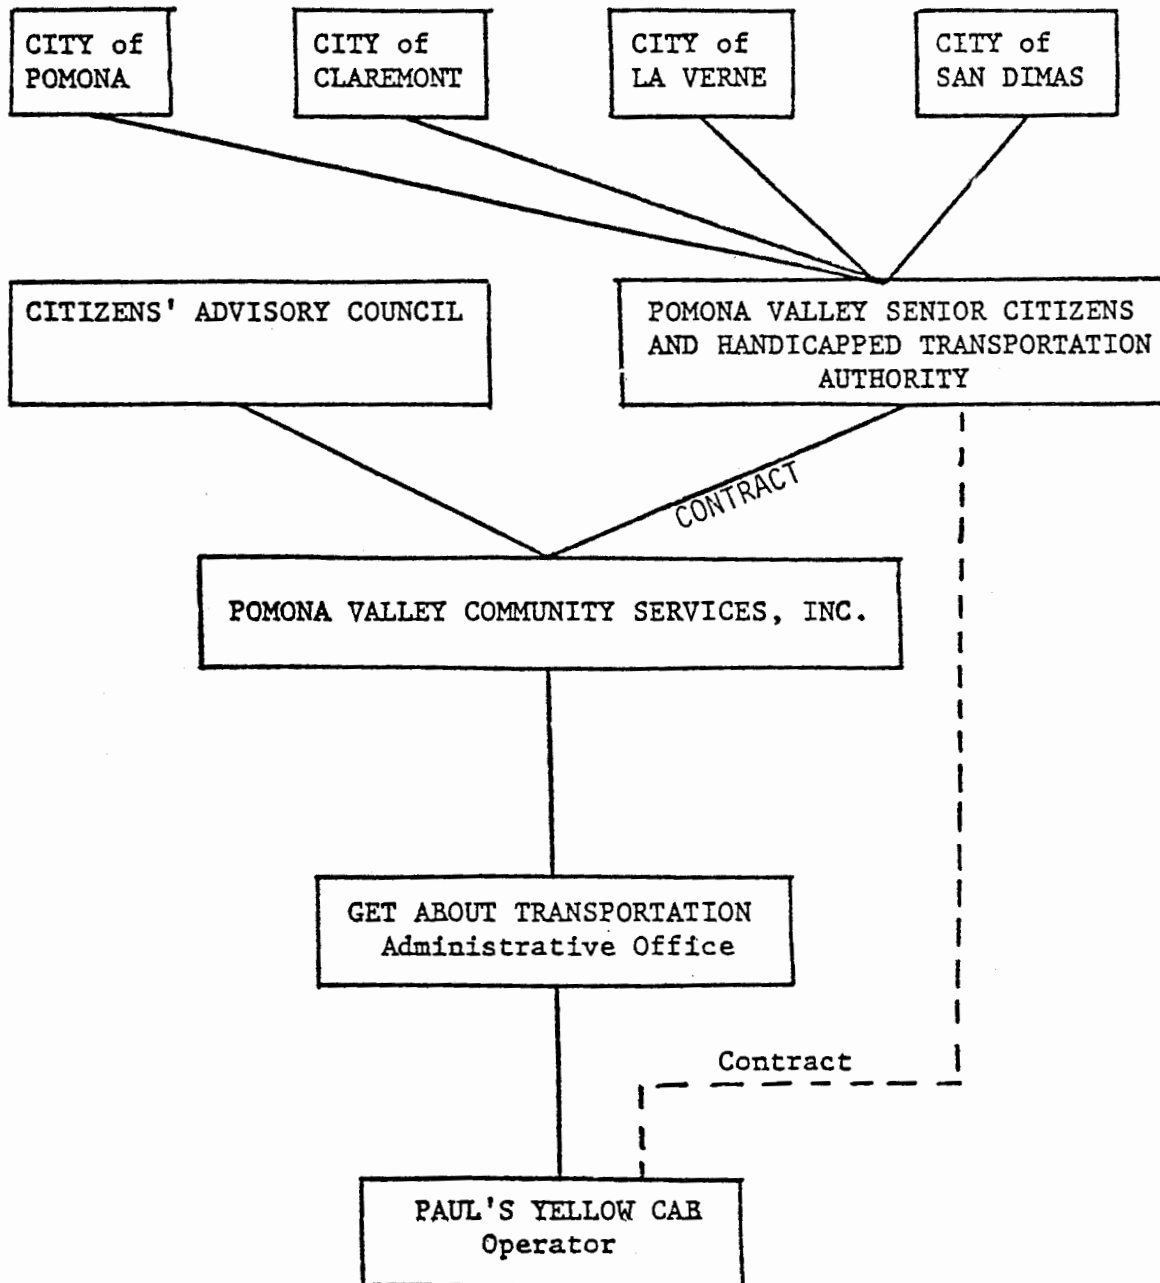 CITY of
POMONA
CITY of
CLAREMONT
CITY of
LA VERNE
CITY of
SAN DIMAS
CITIZENS' ADVISORY COUNCIL
POMONA VALLEY SENIOR CITIZENS
AND HANDICAPPED TRANSPORTATION
AUTHORITY
CONTRACT
POMONA VALLEY COMMUNITY SERVICES, INC.
GET ABOUT TRANSPORTATION
Administrative Office
Contract
PAUL'S YELLOW CAB
Operator